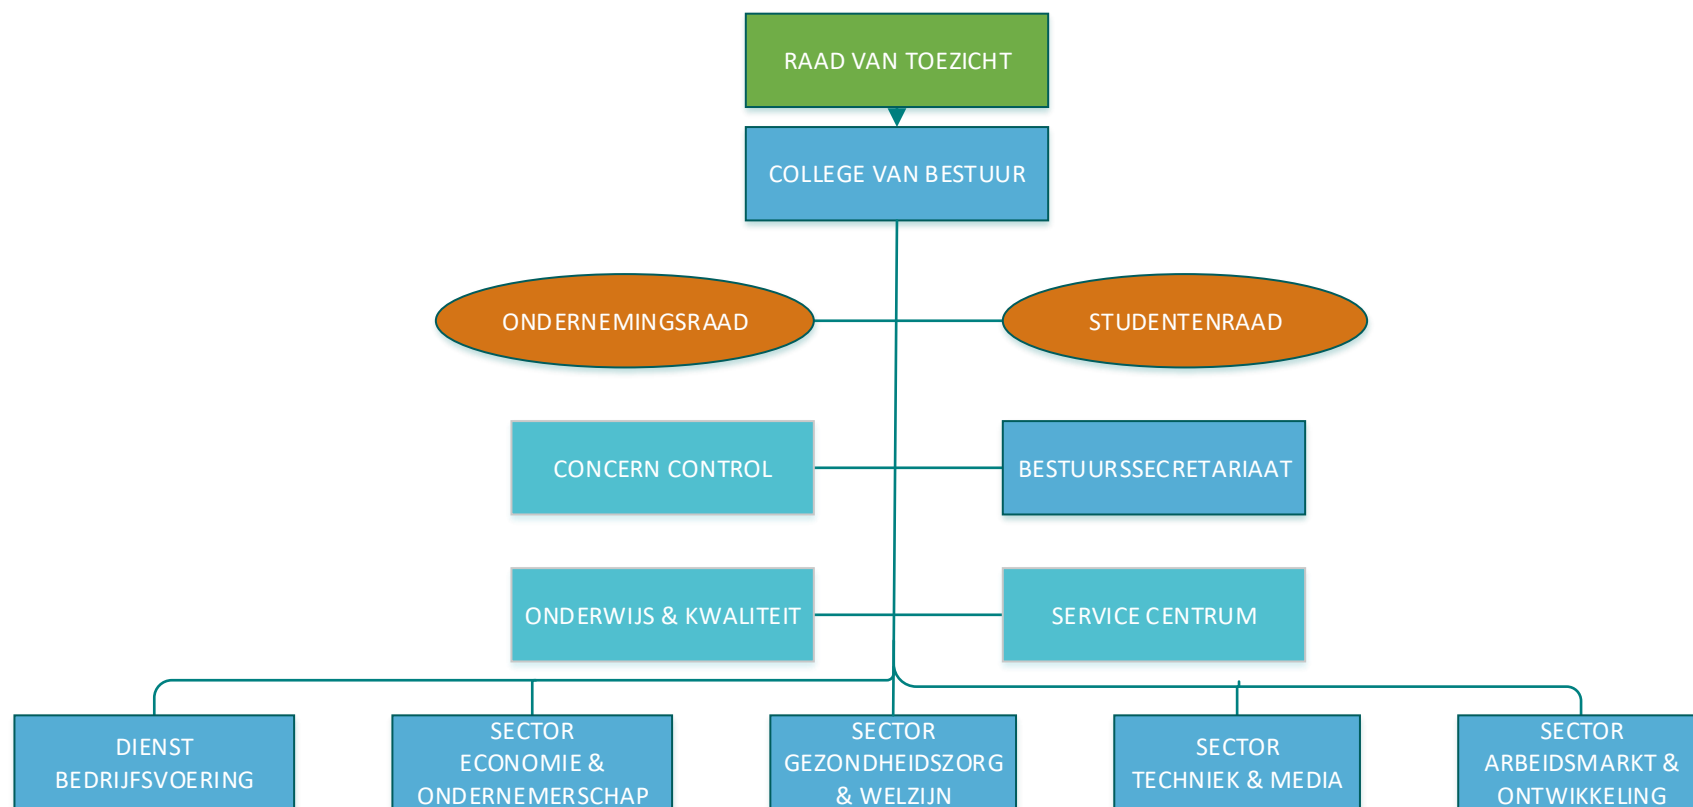 RAAD VAN TOEZICHT
COLLEGE VAN BESTUUR
ONDERNEMINGSRAAD
STUDENTENRAAD
CONCERN CONTROL
BESTUURSSECRETARIAAT
ONDERWIJS & KWALITEIT
SERVICE CENTRUM
DIENST
BEDRIJFSVOERING
SECTOR
ECONOMIE &
ONDERNEMERSCHAP
SECTOR
GEZONDHEIDSZORG
& WELZIJN
SECTOR
TECHNIEK & MEDIA
SECTOR
ARBEIDSMARKT &
ONTWIKKELING